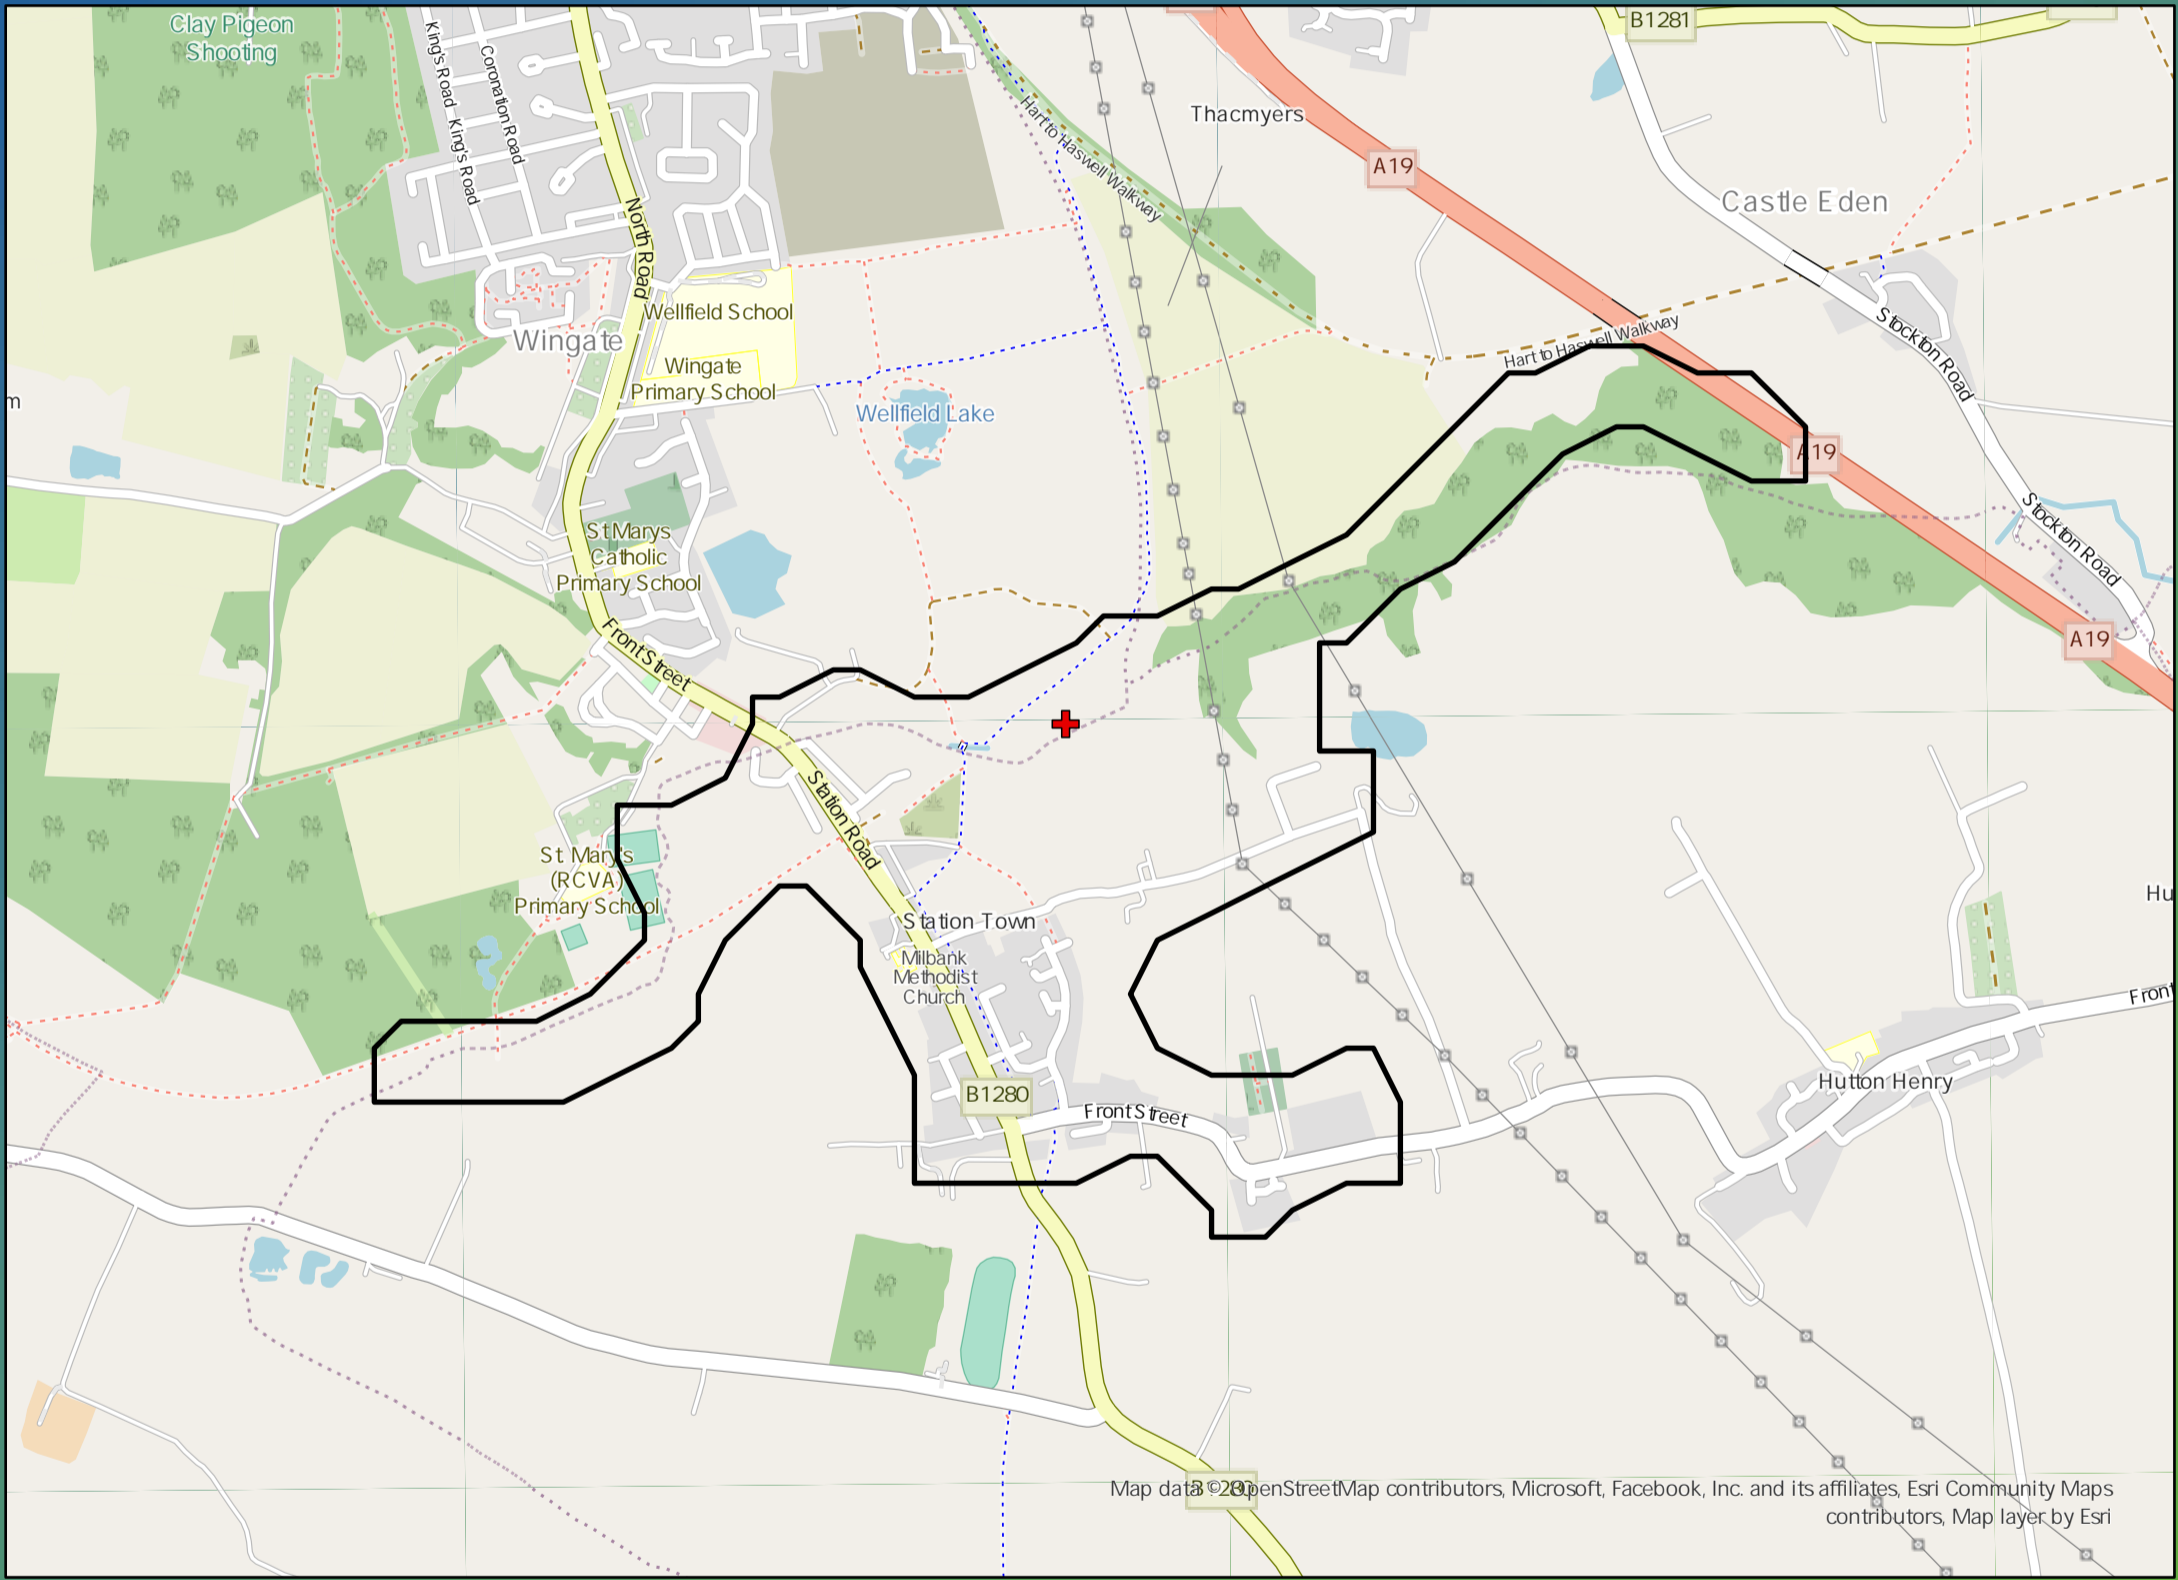 Clay Pigeon
Shooting
King's Road
King's Road
Coronation Road
North Road
Hart to Haswell Walkway
Thacmyers
A19
B1281
Castle Eden
Stockton Road
Hart to Haswell Walkway
Wellfield School
Wingate
Wingate
Primary School
Wellfield Lake
m
A19
Stockton Road
St Marys
Catholic
Primary School
Front Street
A19
Station Road
St Mary's
(RCVA)
Primary School
Station Town
Milbank
Methodist
Church
Hu
Front
B1280
Front Street
Hutton Henry
Map data © OpenStreetMap contributors, Microsoft, Facebook, Inc. and its affiliates, Esri Community Maps
contributors, Map layer by Esri